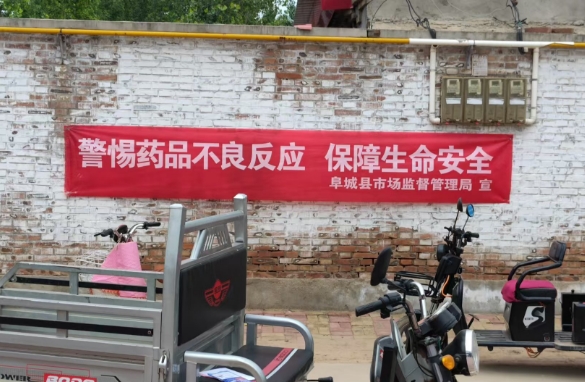 警惕药品不良反应 保障生命安全
阜城县市场监督管理局 宣